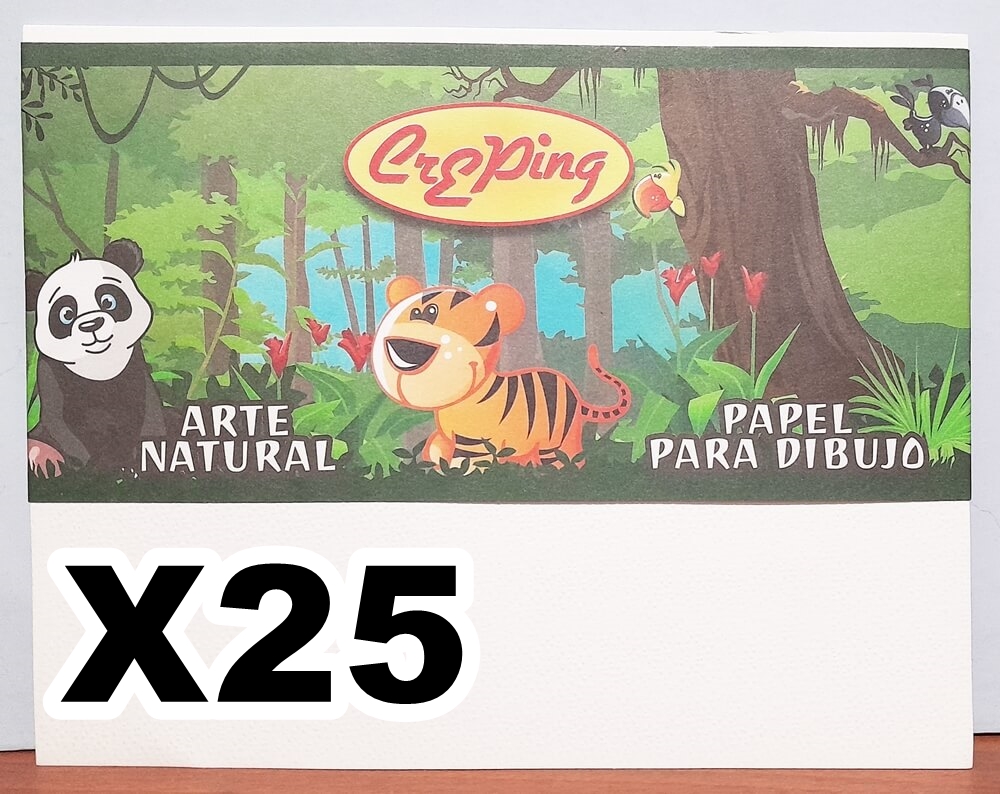 CrEPing
ARTE
NATURAL
PAPEL
PARA DIBUJO
X25